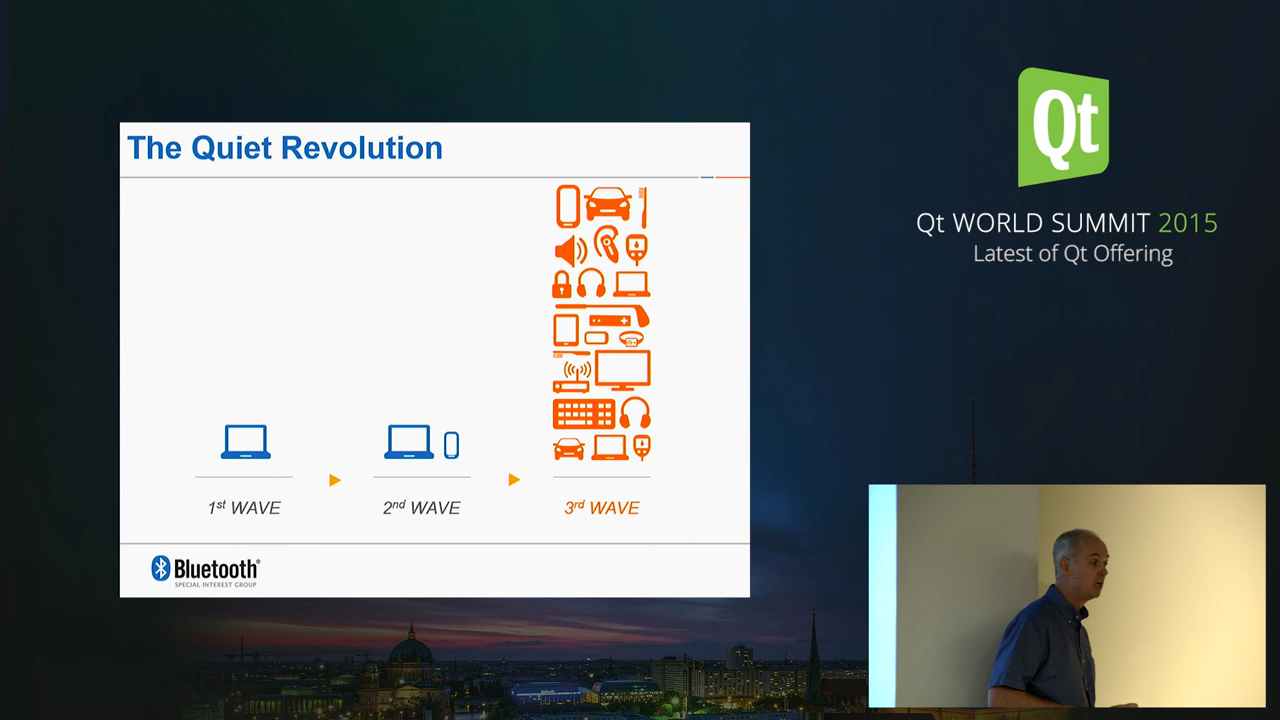 The Quiet Revolution
1st WAVE
2nd WAVE
3rd WAVE
Bluetooth®
SPECIAL INTEREST GROUP
Qt
Qt WORLD SUMMIT 2015
Latest of Qt Offering